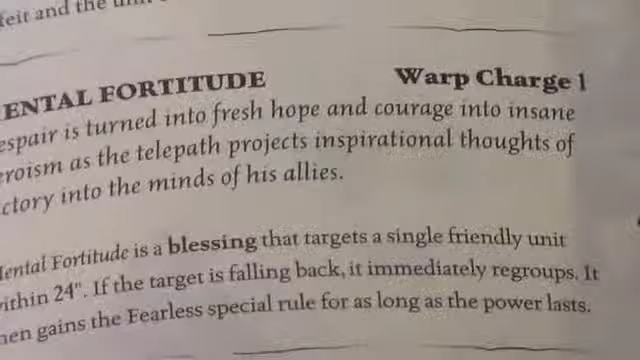 feit and the unit
ENTAL FORTITUDE Warp Charge 1
espair is turned into fresh hope and courage into insane
eroism as the telepath projects inspirational thoughts of
ctory into the minds of his allies.
Mental Fortitude is a blessing that targets a single friendly unit
within 24". If the target is falling back, it immediately regroups. It
hen gains the Fearless special rule for as long as the power lasts.